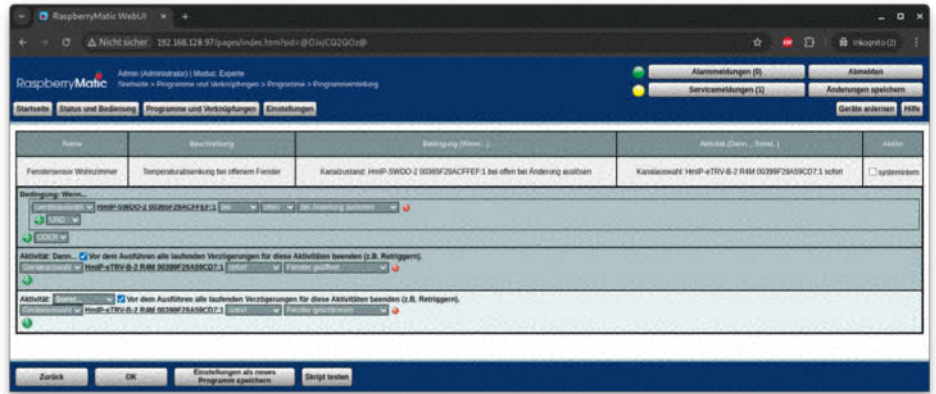 RaspberryMatic WebUI
Nicht sicher 192.168.128.97/pages/index.htm?sid=@DJxjCQ2QOz@
Inkognito (2)
RaspberryMatic
Admin (Administrator) | Modus: Experte
Startseite > Programme und Verknüpfungen > Programme > Programmerstellung
Alarmmeldungen (0)
Abmelden
Servicemeldungen (1)
Änderungen speichern
Startseite Status und Bedienung Programme und Verknüpfungen Einstellungen
Geräte anlernen Hilfe
Name Beschreibung Bedingung (Wenn...) Aktivität (Dann..., Sonst...) Aktion
Fenstersensor Wohnzimmer Temperaturabsenkung bei offenem Fenster Kanalzustand: HmIP-SWDO-2 00365F29ACFFEF:1 bei offen bei Änderung auslösen Kanalauswahl: HmIP-eTRV-B-2 R4M 00399F29A59CD7:1 sofort systemintern
Bedingung: Wenn...
Geräteauswahl HmIP-SWDO-2 00365F29ACFFEF:1 bei offen bei Änderung auslösen
UND
ODER
Aktivität: Dann... Vor dem Ausführen alle laufenden Verzögerungen für diese Aktivitäten beenden (z.B. Retriggern).
Geräteauswahl HmIP-eTRV-B-2 R4M 00399F29A59CD7:1 sofort Fenster geöffnet
Aktivität: Sonst... Vor dem Ausführen alle laufenden Verzögerungen für diese Aktivitäten beenden (z.B. Retriggern).
Geräteauswahl HmIP-eTRV-B-2 R4M 00399F29A59CD7:1 sofort Fenster geschlossen
Zurück
OK
Einstellungen als neues
Programm speichern
Skript testen